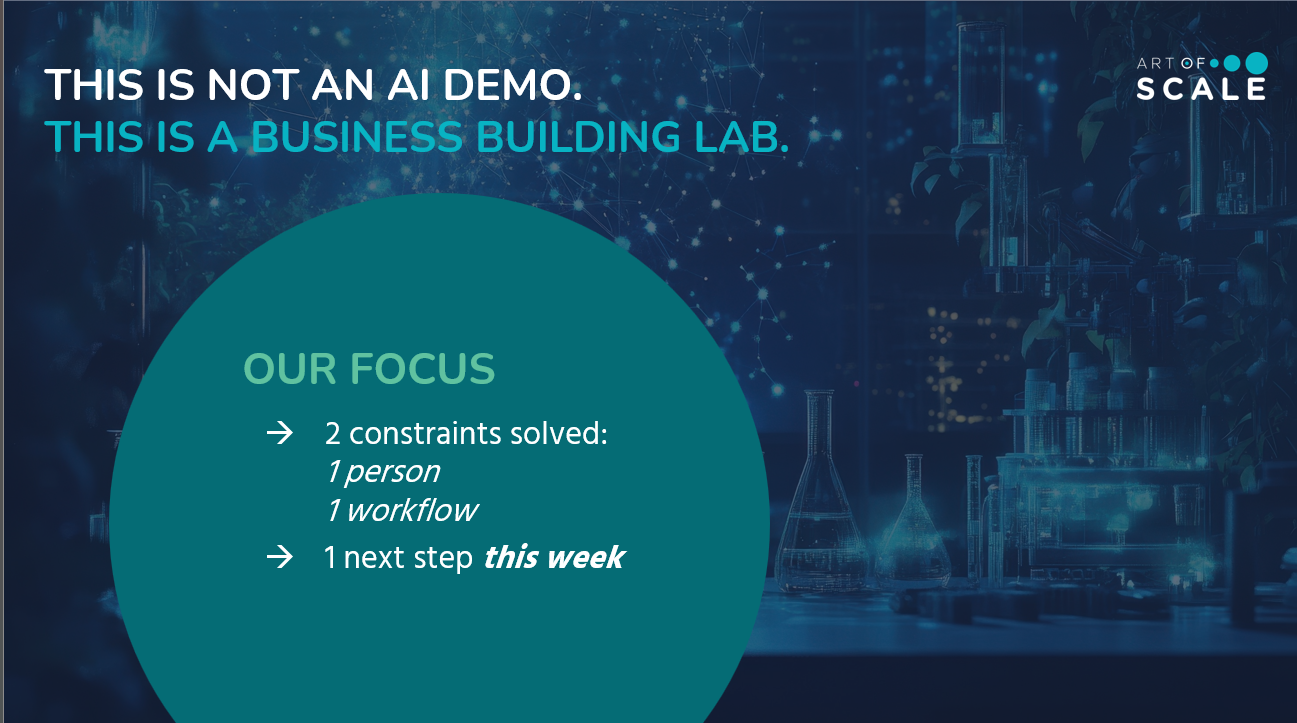 THIS IS NOT AN AI DEMO.
THIS IS A BUSINESS BUILDING LAB.
ART OF
SCALE
OUR FOCUS
→ 2 constraints solved:
1 person
1 workflow
→ 1 next step this week